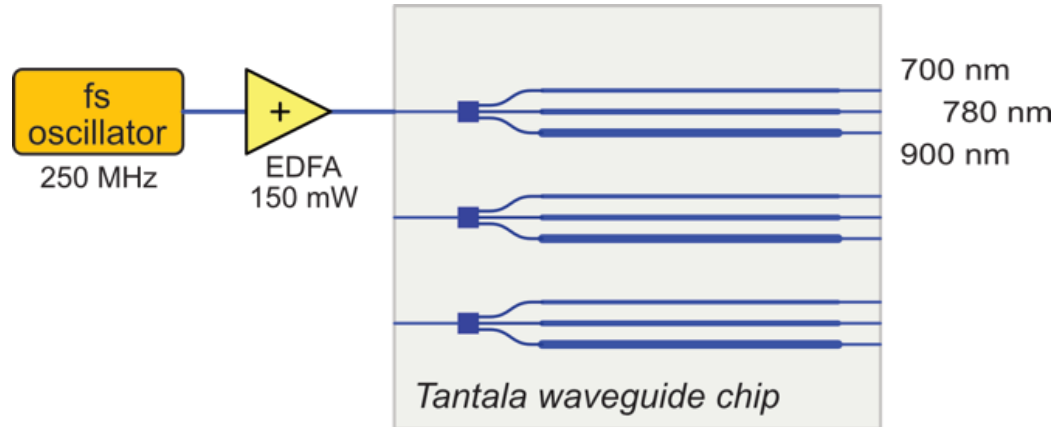 fs
oscillator
250 MHz
+
EDFA
150 mW
700 nm
780 nm
900 nm
Tantala waveguide chip